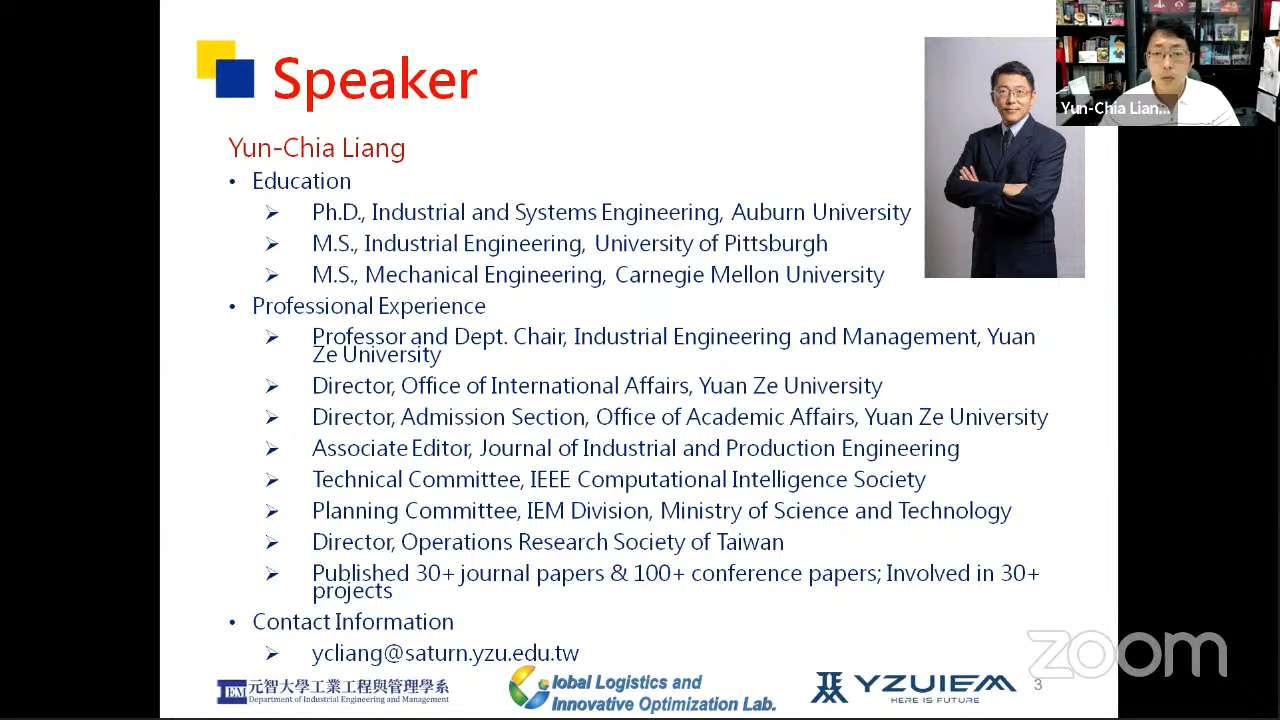 Speaker
Yun-Chia Lian...
Yun-Chia Liang
• Education
➢ Ph.D., Industrial and Systems Engineering, Auburn University
➢ M.S., Industrial Engineering, University of Pittsburgh
➢ M.S., Mechanical Engineering, Carnegie Mellon University
• Professional Experience
➢ Professor and Dept. Chair, Industrial Engineering and Management, Yuan
Ze University
➢ Director, Office of International Affairs, Yuan Ze University
➢ Director, Admission Section, Office of Academic Affairs, Yuan Ze University
➢ Associate Editor, Journal of Industrial and Production Engineering
➢ Technical Committee, IEEE Computational Intelligence Society
➢ Planning Committee, IEM Division, Ministry of Science and Technology
➢ Director, Operations Research Society of Taiwan
➢ Published 30+ journal papers & 100+ conference papers; Involved in 30+
projects
• Contact Information
➢ ycliang@saturn.yzu.edu.tw
zoom
IEM 元智大學工業工程與管理學系
Department of Industrial Engineering and Management
Global Logistics and
Innovative Optimization Lab.
YZUIEM
HERE IS FUTURE
3